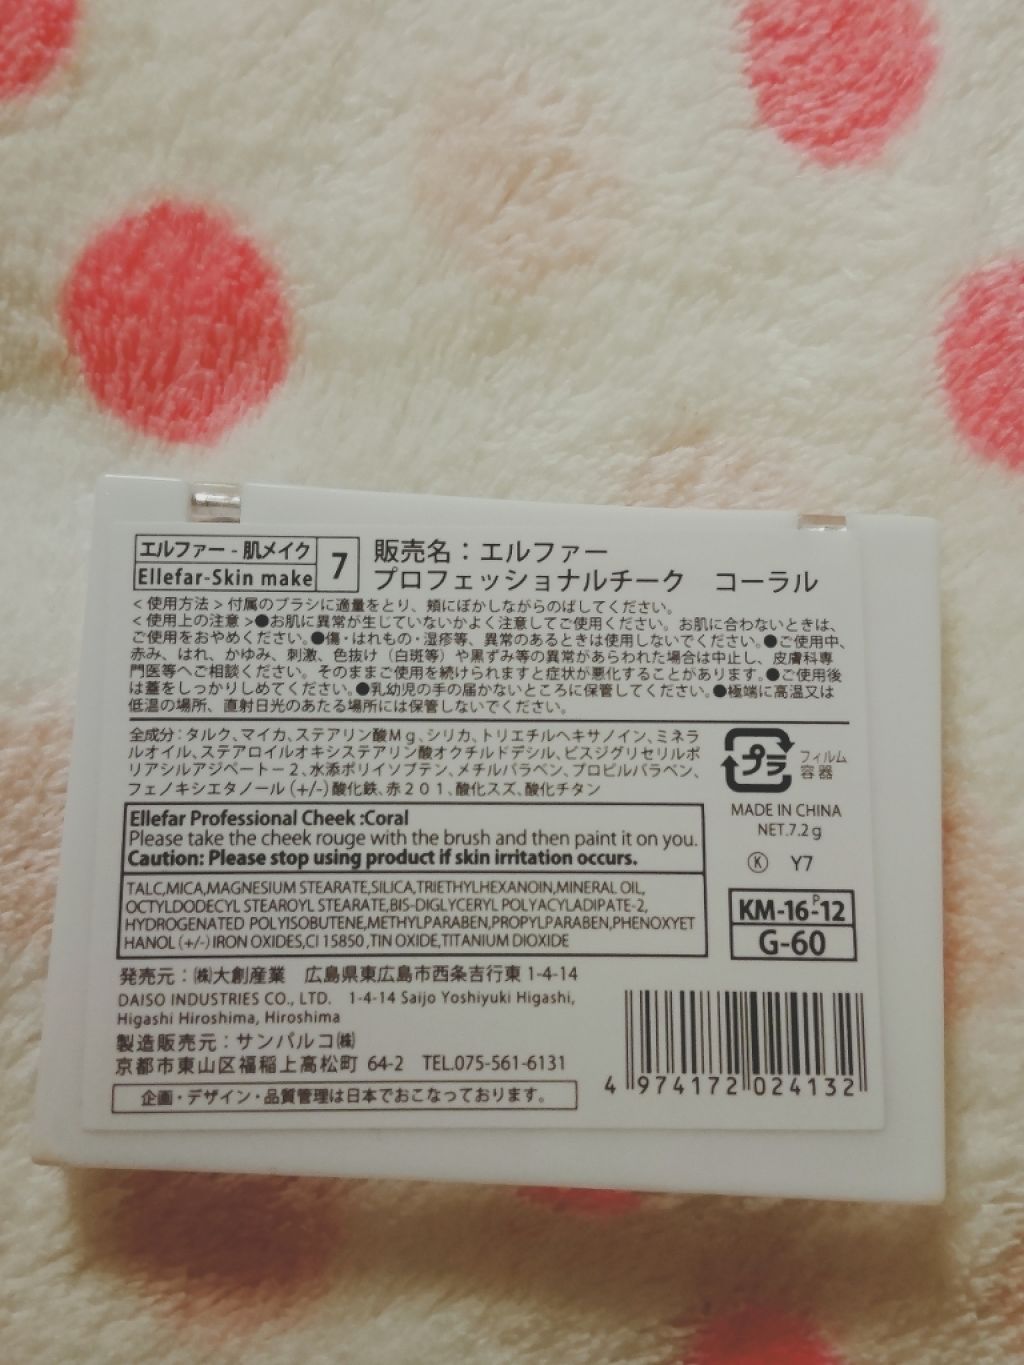 エルファー - 肌メイク
Ellefar-Skin make
7
販売名：エルファー
プロフェッショナルチーク　コーラル
＜使用方法＞付属のブラシに適量をとり、頬にぼかしながらのばしてください。
＜使用上の注意＞●お肌に異常が生じていないかよく注意してご使用ください。お肌に合わないときは、
ご使用をおやめください。●傷・はれもの・湿疹等、異常のあるときは使用しないでください。●ご使用中、
赤み、はれ、かゆみ、刺激、色抜け（白斑等）や黒ずみ等の異常があらわれた場合は中止し、皮膚科専
門医等へご相談ください。そのままご使用を続けられますと症状が悪化することがあります。●ご使用後
は蓋をしっかりしめてください。●乳幼児の手の届かないところに保管してください。●極端に高温又は
低温の場所、直射日光のあたる場所には保管しないでください。
全成分：タルク、マイカ、ステアリン酸Ｍｇ、シリカ、トリエチルヘキサノイン、ミネラ
ルオイル、ステアロイルオキシステアリン酸オクチルドデシル、ビスジグリセリルポ
リアシルアジペート－２、水添ポリイソブテン、メチルパラベン、プロピルパラベン、
フェノキシエタノール（+/-）酸化鉄、赤２０１、酸化スズ、酸化チタン
プラ
フィルム
容器
Ellefar Professional Cheek :Coral
Please take the cheek rouge with the brush and then paint it on you.
Caution: Please stop using product if skin irritation occurs.
MADE IN CHINA
NET.7.2g
Ⓚ Y7
TALC,MICA,MAGNESIUM STEARATE,SILICA,TRIETHYLHEXANOIN,MINERAL OIL,
OCTYLDODECYL STEAROYL STEARATE,BIS-DIGLYCERYL POLYACYLADIPATE-2,
HYDROGENATED POLYISOBUTENE,METHYLPARABEN,PROPYLPARABEN,PHENOXYET
HANOL (+/-) IRON OXIDES,CI 15850 ,TIN OXIDE,TITANIUM DIOXIDE
KM-16-P-12
G-60
発売元：㈱大創産業　広島県東広島市西条吉行東 1-4-14
DAISO INDUSTRIES CO., LTD. 1-4-14 Saijo Yoshiyuki Higashi,
Higashi Hiroshima, Hiroshima
製造販売元：サンパルコ㈱
京都市東山区福稲上高松町 64-2　TEL.075-561-6131
企画・デザイン・品質管理は日本でおこなっております。
4 974172 024132